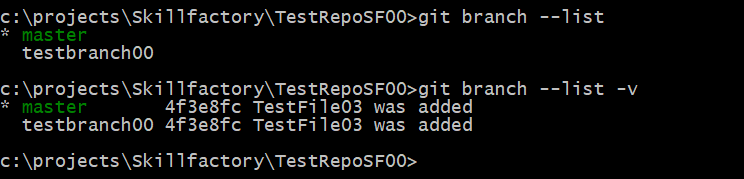 c:\projects\Skillfactory\TestRepoSF00>git branch --list
* master
  testbranch00
c:\projects\Skillfactory\TestRepoSF00>git branch --list -v
* master       4f3e8fc TestFile03 was added
  testbranch00 4f3e8fc TestFile03 was added
c:\projects\Skillfactory\TestRepoSF00>